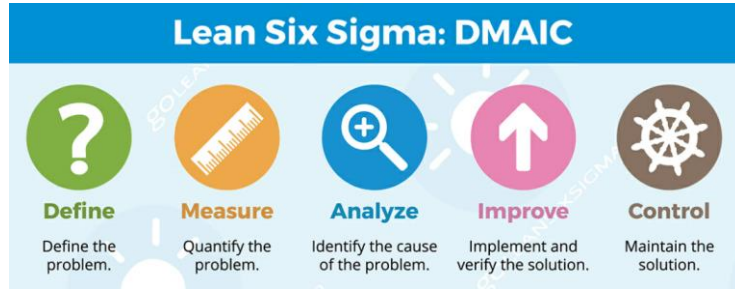 Lean Six Sigma: DMAIC
Define
Define the
problem.
Measure
Quantify the
problem.
Analyze
Identify the cause
of the problem.
Improve
Implement and
verify the solution.
Control
Maintain the
solution.